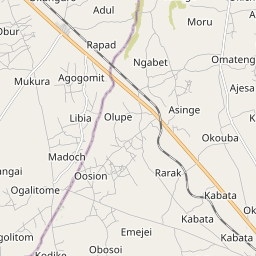 Adul
Moru
Obur
Rapad
Ngabet
Omateng
Agogomit
Mukura
Ajesa
Asinge
Libia
Olupe
Okouba
Madoch
Rarak
Oosion
Ogalitome
Kabata
Kabata
Emejei
Kabata
Obosoi